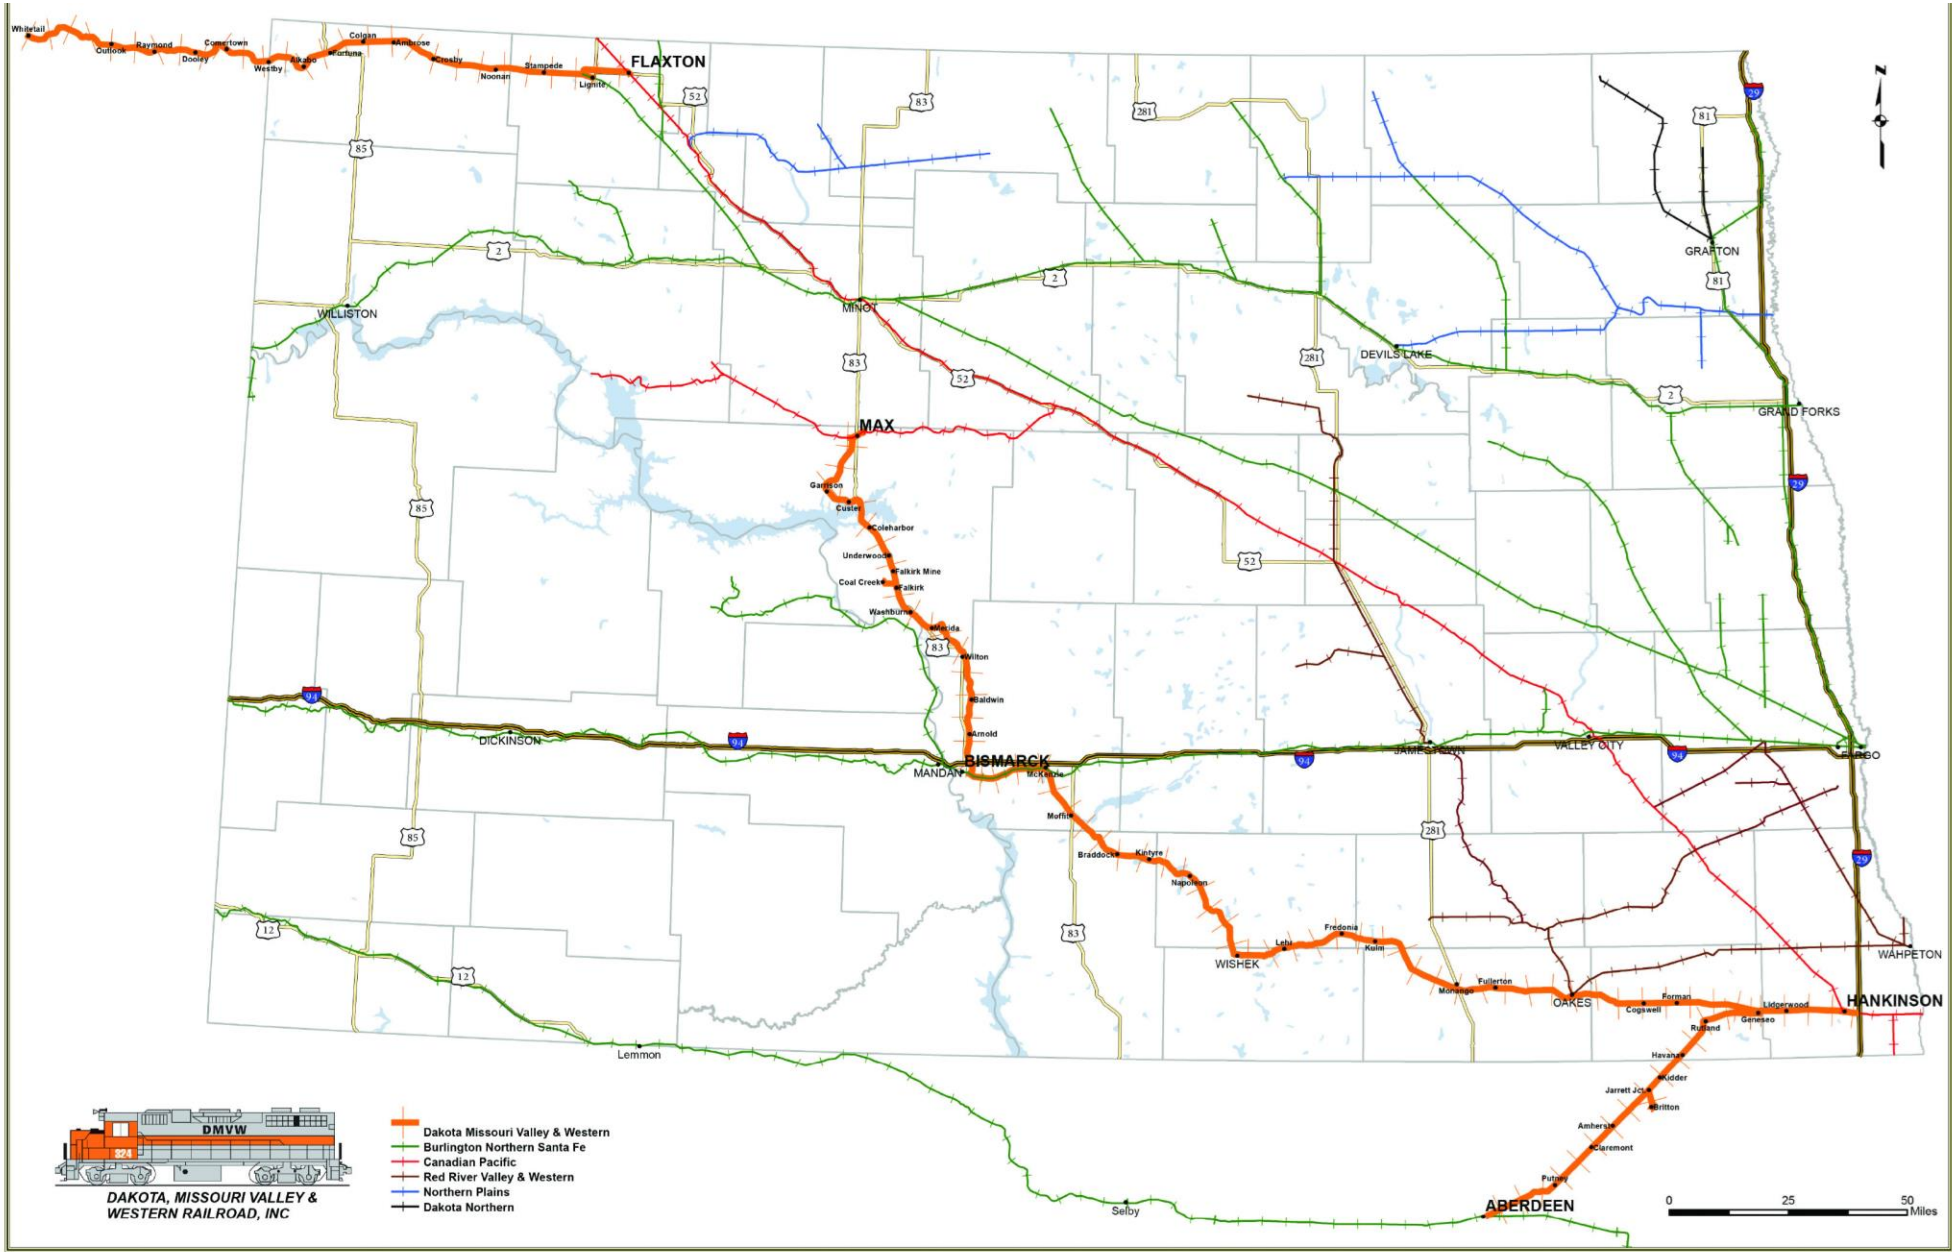 Whitetail
Outlook
Raymond
Dooley
Comertown
Westby
Alkabo
Fortuna
Colgan
Ambrose
Crosby
Noonan
Stampede
Lignite
FLAXTON
52
83
281
81
29
85
2
GRAFTON
81
2
WILLISTON
MINOT
83
52
281
DEVILS LAKE
2
GRAND FORKS
MAX
Garrison
Custer
Coleharbor
Underwood
Falkirk Mine
Coal Creek
Falkirk
Washburn
Merida
83
Wilton
Baldwin
Arnold
85
52
29
94
94
DICKINSON
MANDAN
BISMARCK
McKenzie
94
JAMESTOWN
VALLEY CITY
94
FARGO
Moffit
Braddock
Kintyre
Napoleon
85
281
29
12
12
83
WISHEK
Lehr
Fredonia
Kulm
Monango
Fullerton
OAKES
Cogswell
Forman
Geneseo
Lidgerwood
WAHPETON
HANKINSON
Rutland
Havana
Kidder
Jarrett Jct.
Britton
Amherst
Claremont
Putney
ABERDEEN
Lemmon
Selby
N
DMVW
324
DAKOTA, MISSOURI VALLEY &
WESTERN RAILROAD, INC
Dakota Missouri Valley & Western
Burlington Northern Santa Fe
Canadian Pacific
Red River Valley & Western
Northern Plains
Dakota Northern
0 25 50
Miles